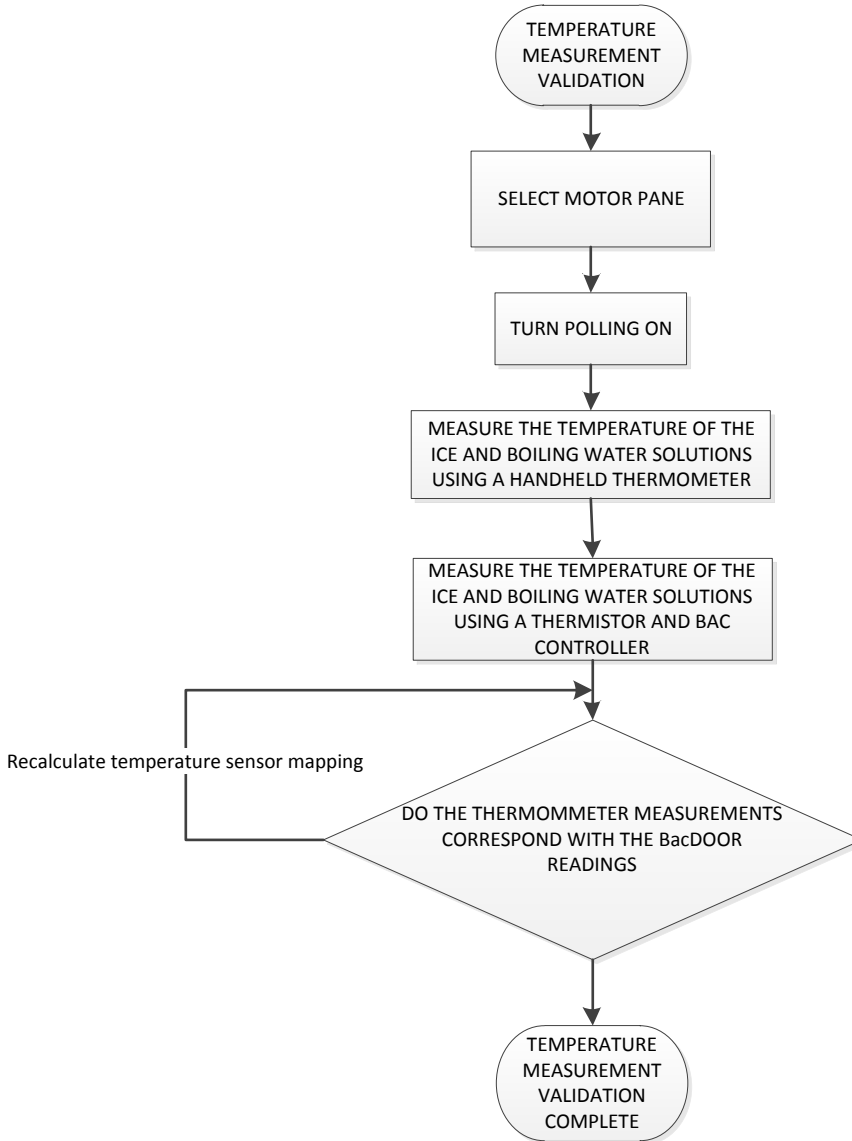 TEMPERATURE
MEASUREMENT
VALIDATION
SELECT MOTOR PANE
TURN POLLING ON
MEASURE THE TEMPERATURE OF THE
ICE AND BOILING WATER SOLUTIONS
USING A HANDHELD THERMOMETER
MEASURE THE TEMPERATURE OF THE
ICE AND BOILING WATER SOLUTIONS
USING A THERMISTOR AND BAC
CONTROLLER
Recalculate temperature sensor mapping
DO THE THERMOMMETER MEASUREMENTS
CORRESPOND WITH THE BacDOOR
READINGS
TEMPERATURE
MEASUREMENT
VALIDATION
COMPLETE